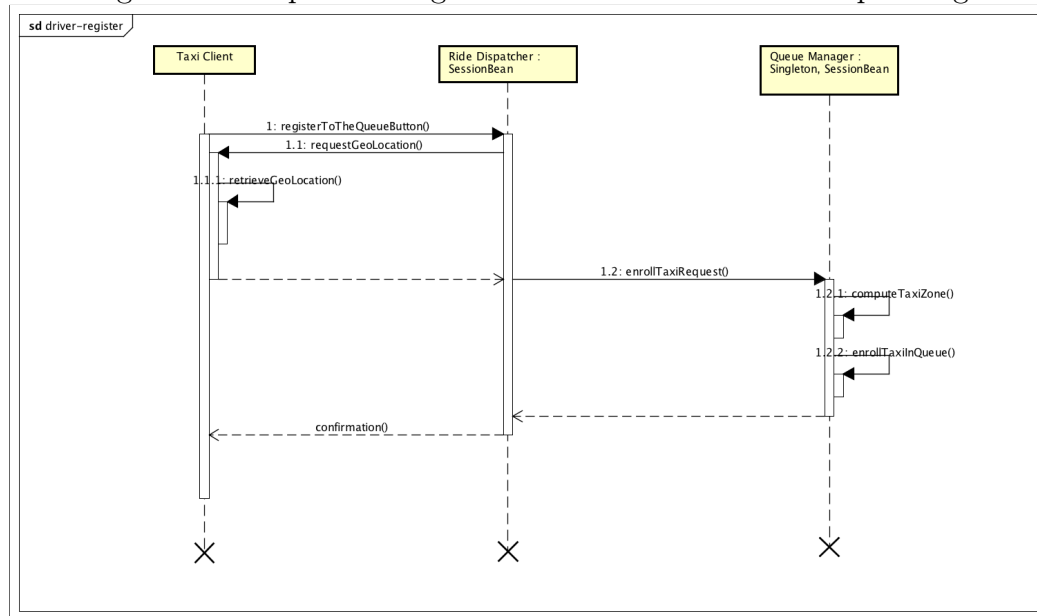 sd driver-register
Taxi Client
Ride Dispatcher :
SessionBean
Queue Manager :
Singleton, SessionBean
1: registerToTheQueueButton()
1.1: requestGeoLocation()
1.1.1: retrieveGeoLocation()
1.2: enrollTaxiRequest()
1.2.1: computeTaxiZone()
1.2.2: enrollTaxiInQueue()
confirmation()